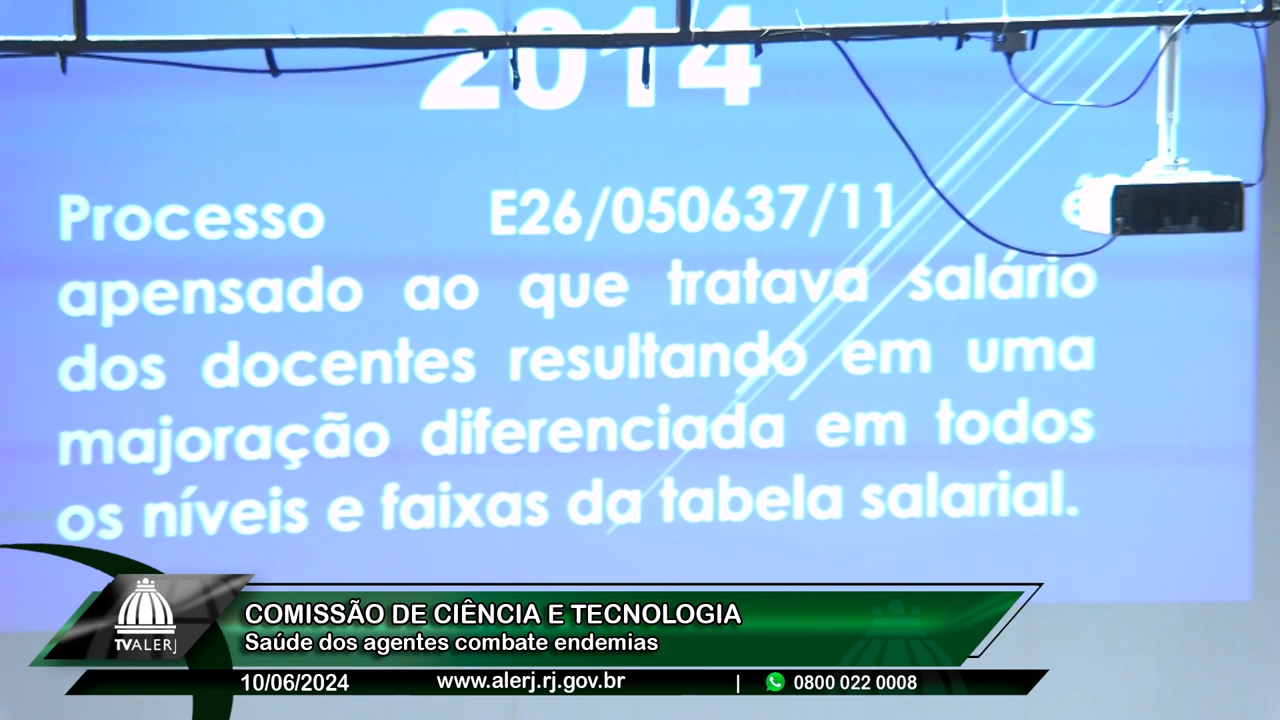 2014
Processo E26/050637/11 é
apensado ao que tratava salário
dos docentes resultando em uma
majoração diferenciada em todos
os níveis e faixas da tabela salarial.
COMISSÃO DE CIÊNCIA E TECNOLOGIA
Saúde dos agentes combate endemias
TVALERJ
10/06/2024 www.alerj.rj.gov.br | 0800 022 0008